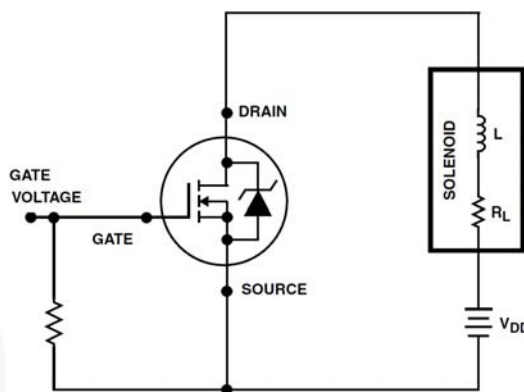 DRAIN
GATE
VOLTAGE
GATE
SOURCE
SOLENOID
L
RL
VDD